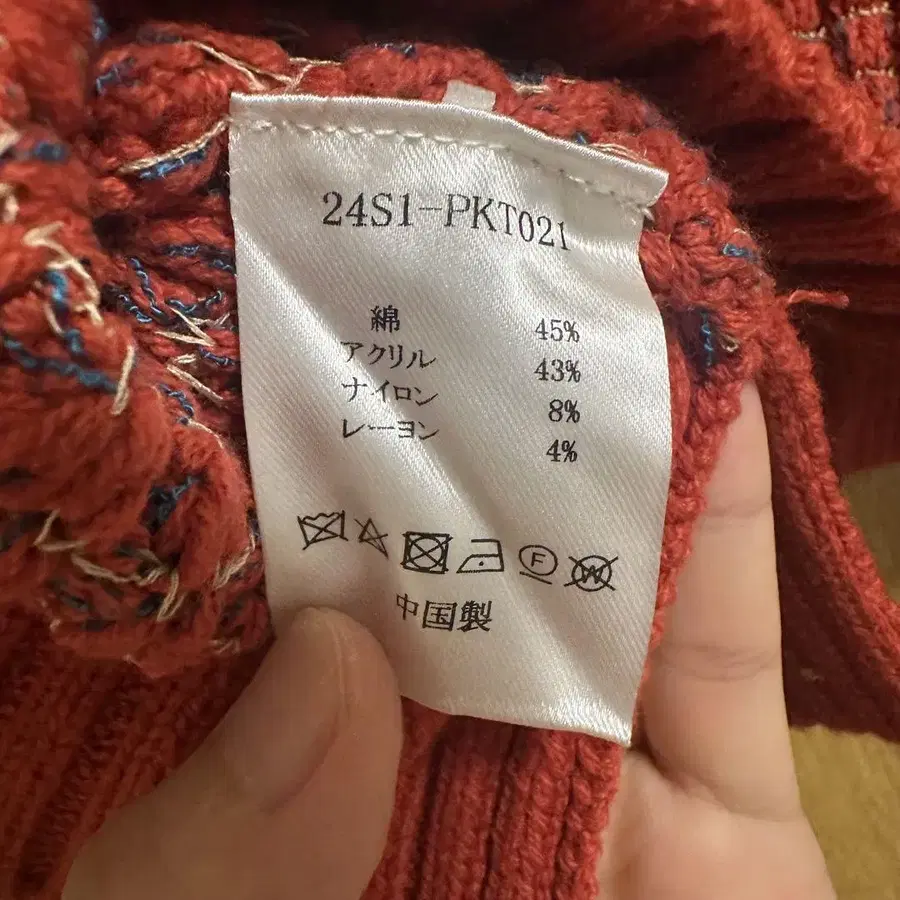 24S1-PKT021
綿 45%
アクリル 43%
ナイロン 8%
レーヨン 4%
F W
中国製